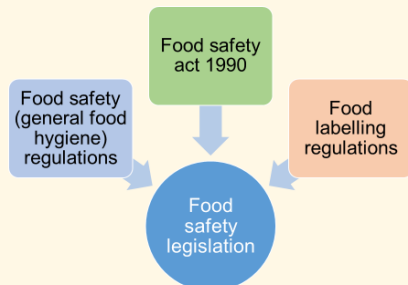 Food safety
act 1990
Food safety
(general food
hygiene)
regulations
Food
labelling
regulations
Food
safety
legislation